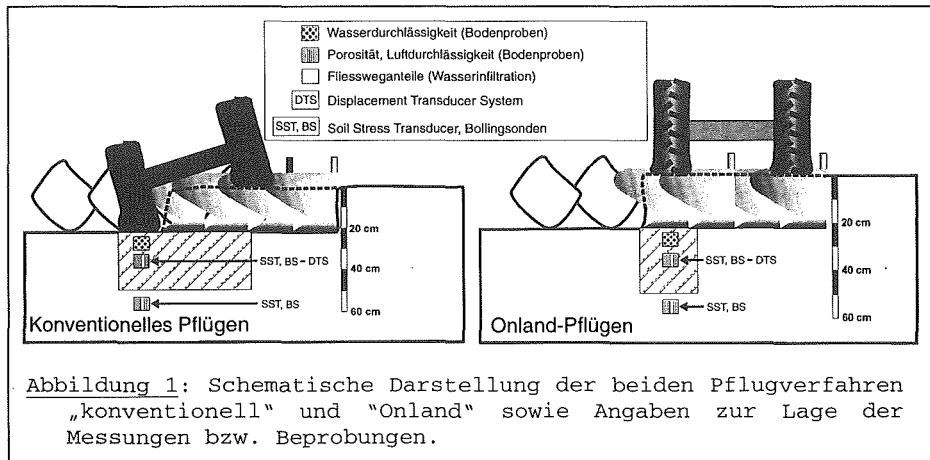 Wasserdurchlässigkeit (Bodenproben)
Porosität, Luftdurchlässigkeit (Bodenproben)
Fliessweganteile (Wasserinfiltration)
DTS Displacement Transducer System
SST, BS Soil Stress Transducer, Bollingsonden
20 cm
SST, BS - DTS
40 cm
SST, BS
60 cm
Konventionelles Pflügen
20 cm
SST, BS - DTS
40 cm
SST, BS
60 cm
Onland-Pflügen
Abbildung 1: Schematische Darstellung der beiden Pflugverfahren
„konventionell" und "Onland" sowie Angaben zur Lage der
Messungen bzw. Beprobungen.